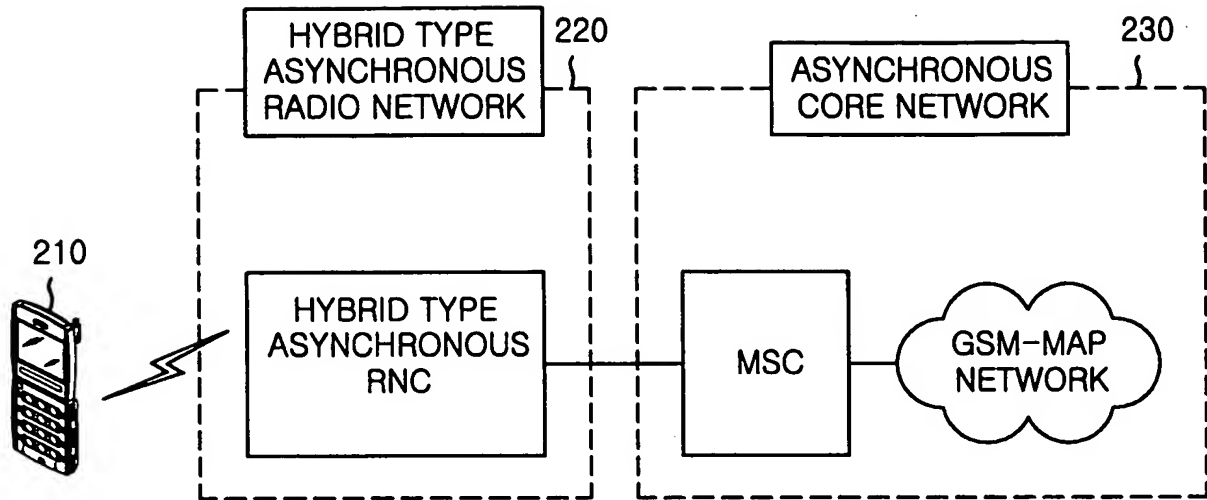 HYBRID TYPE
ASYNCHRONOUS
RADIO NETWORK
220
ASYNCHRONOUS
CORE NETWORK
230
210
HYBRID TYPE
ASYNCHRONOUS
RNC
MSC
GSM-MAP
NETWORK